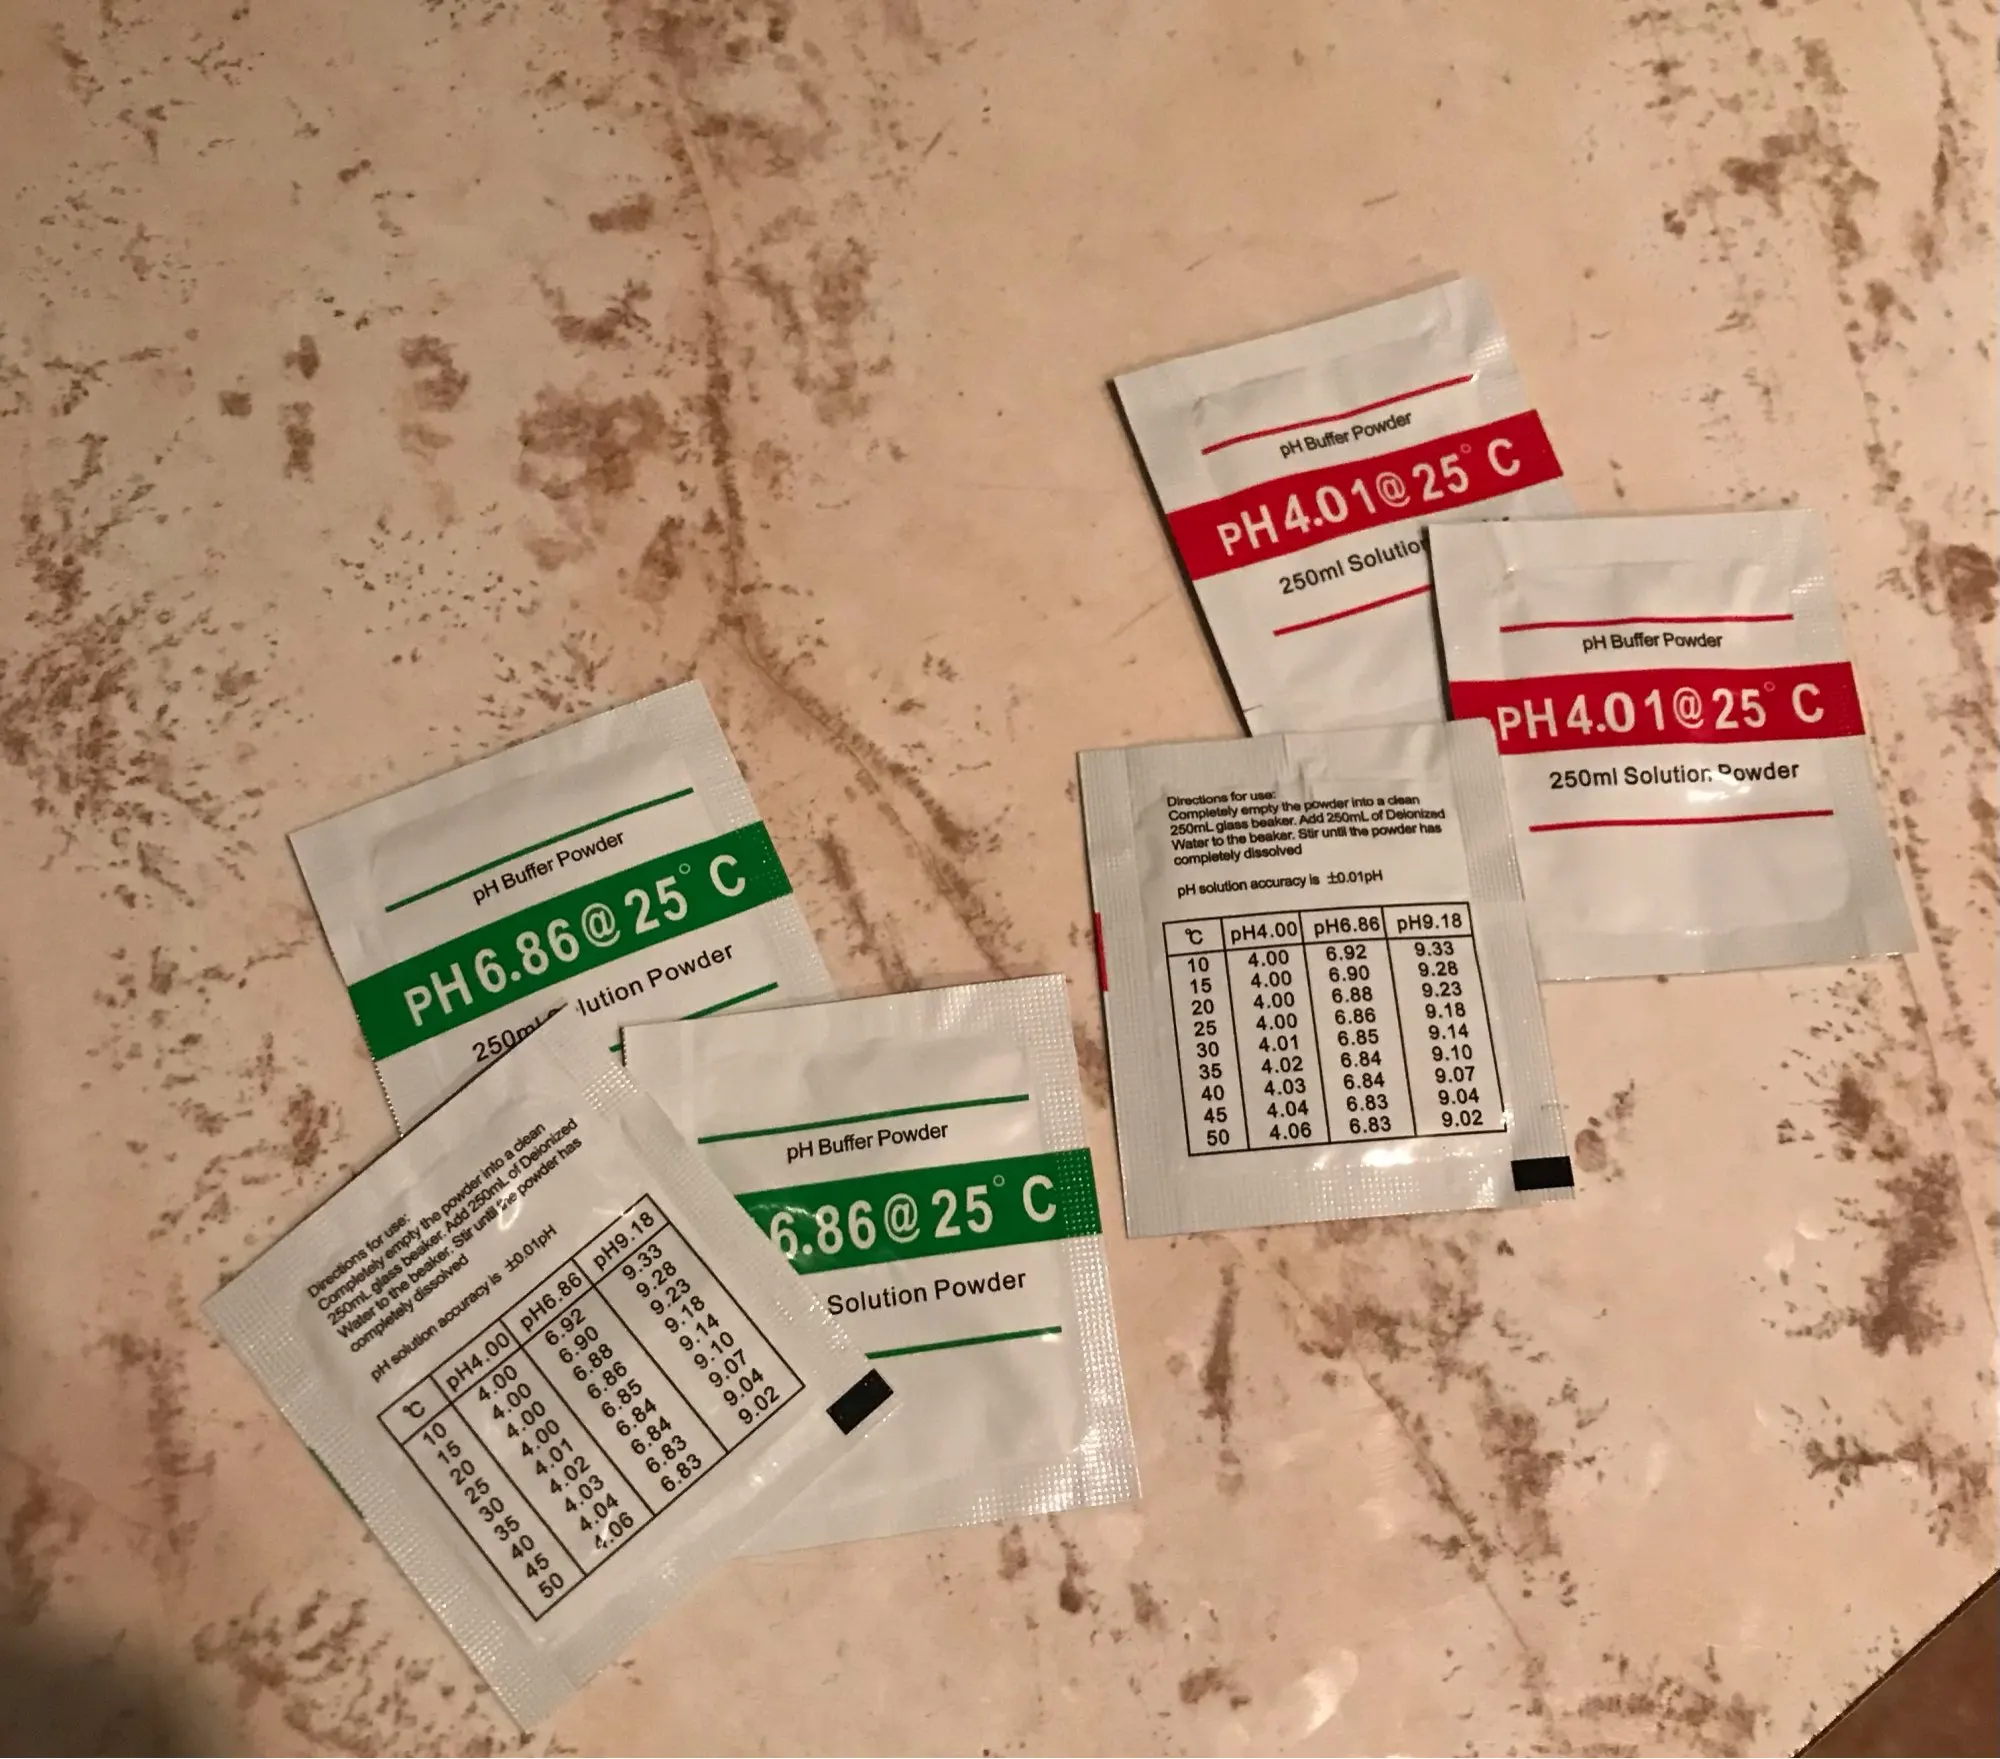 pH Buffer Powder
PH 4.01@25°C
250ml Solutio
pH Buffer Powder
PH 4.01@25°C
250ml Solution Powder
Directions for use:
Completely empty the powder into a clean
250mL glass beaker. Add 250mL of Deionized
Water to the beaker. Stir until the powder has
completely dissolved
pH solution accuracy is ±0.01pH
℃ pH4.00 pH6.86 pH9.18
10 4.00 6.92 9.33
15 4.00 6.90 9.28
20 4.00 6.88 9.23
25 4.00 6.86 9.18
30 4.01 6.85 9.14
35 4.02 6.84 9.10
40 4.03 6.84 9.07
45 4.04 6.83 9.04
50 4.06 6.83 9.02
pH Buffer Powder
PH 6.86@25°C
250ml lution Powder
pH Buffer Powder
6.86@25°C
Solution Powder
Directions for use:
Completely empty the powder into a clean
250mL glass beaker. Add 250mL of Deionized
Water to the beaker. Stir until the powder has
completely dissolved
pH solution accuracy is ±0.01pH
℃ pH4.00 pH6.86 pH9.18
10 4.00 6.92 9.33
15 4.00 6.90 9.28
20 4.00 6.88 9.23
25 4.00 6.86 9.18
30 4.01 6.85 9.14
35 4.02 6.84 9.10
40 4.03 6.84 9.07
45 4.04 6.83 9.04
50 4.06 6.83 9.02